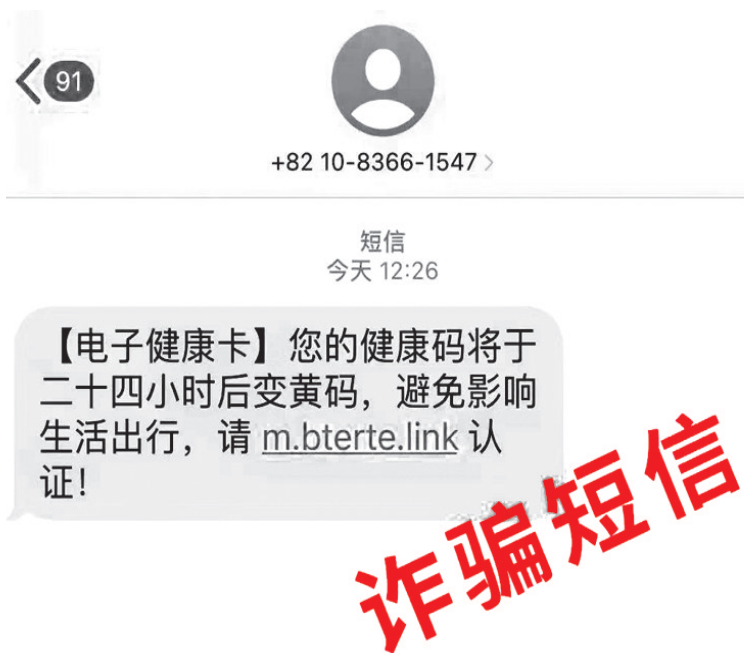 91
+82 10-8366-1547 >
短信
今天 12:26
【电子健康卡】您的健康码将于
二十四小时后变黄码，避免影响
生活出行，请 m.bterte.link 认
证！
诈骗短信